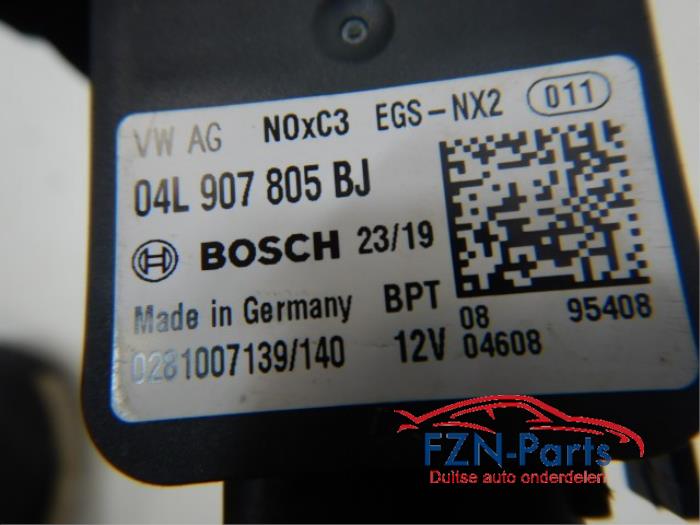 VW AG NOxC3 EGS-NX2 011
04L 907 805 BJ
BOSCH 23/19
Made in Germany BPT 08 95408
0281007139/140 12V 04608
FZN-Parts
Duitse auto onderdelen